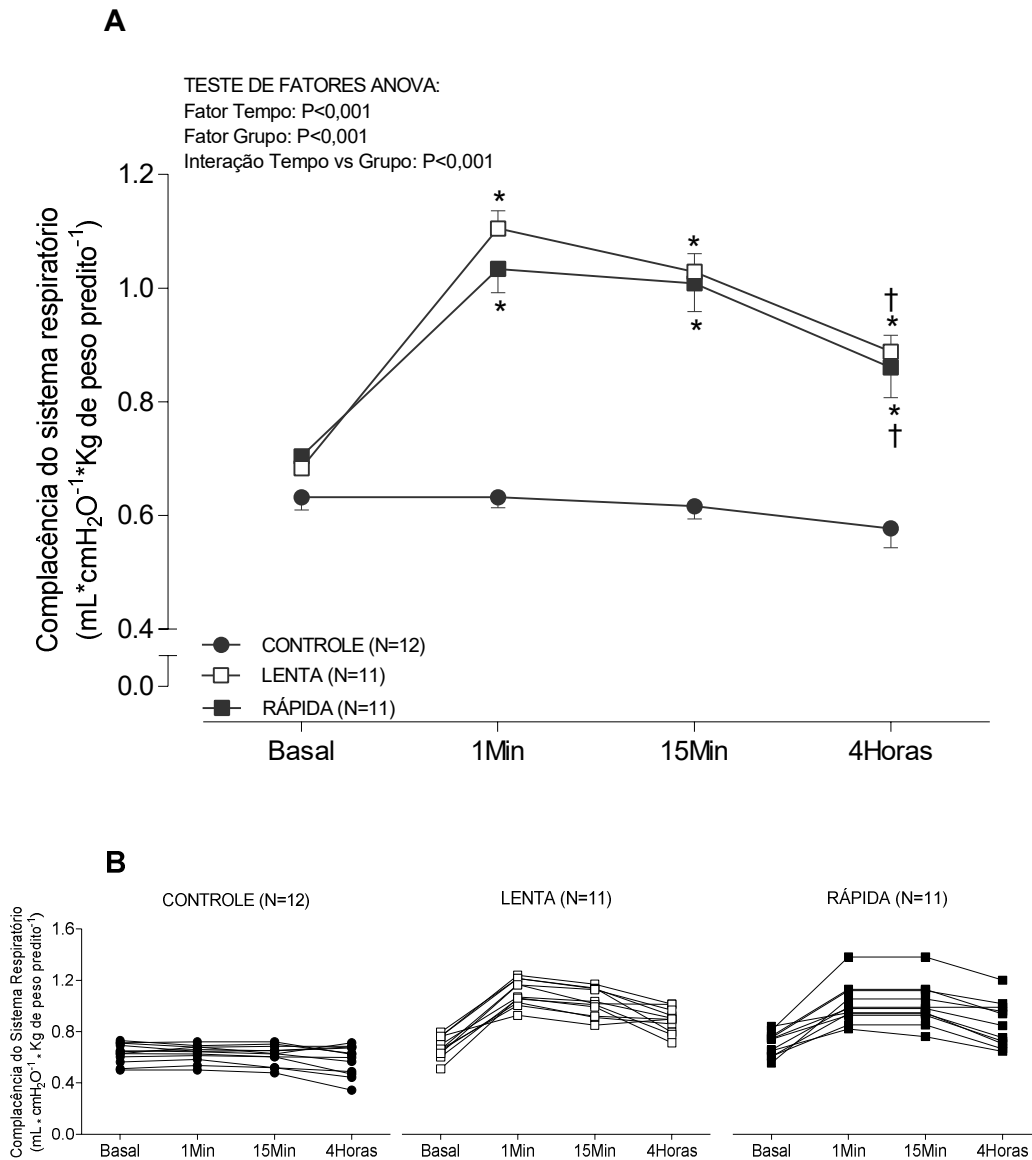 A
TESTE DE FATORES ANOVA:
Fator Tempo: P<0,001
Fator Grupo: P<0,001
Interação Tempo vs Grupo: P<0,001
Complacência do sistema respiratório
(mL*cmH₂O⁻¹*Kg de peso predito⁻¹)
1.2
1.0
0.8
0.6
0.4
0.0
*
*
*
*
†
*
*
†
CONTROLE (N=12)
LENTA (N=11)
RÁPIDA (N=11)
Basal 1Min 15Min 4Horas
B
CONTROLE (N=12) LENTA (N=11) RÁPIDA (N=11)
Complacência do Sistema Respiratório
(mL * cmH₂O⁻¹ * Kg de peso predito⁻¹)
1.6
1.2
0.8
0.4
0.0
Basal 1Min 15Min 4Horas Basal 1Min 15Min 4Horas Basal 1Min 15Min 4Horas